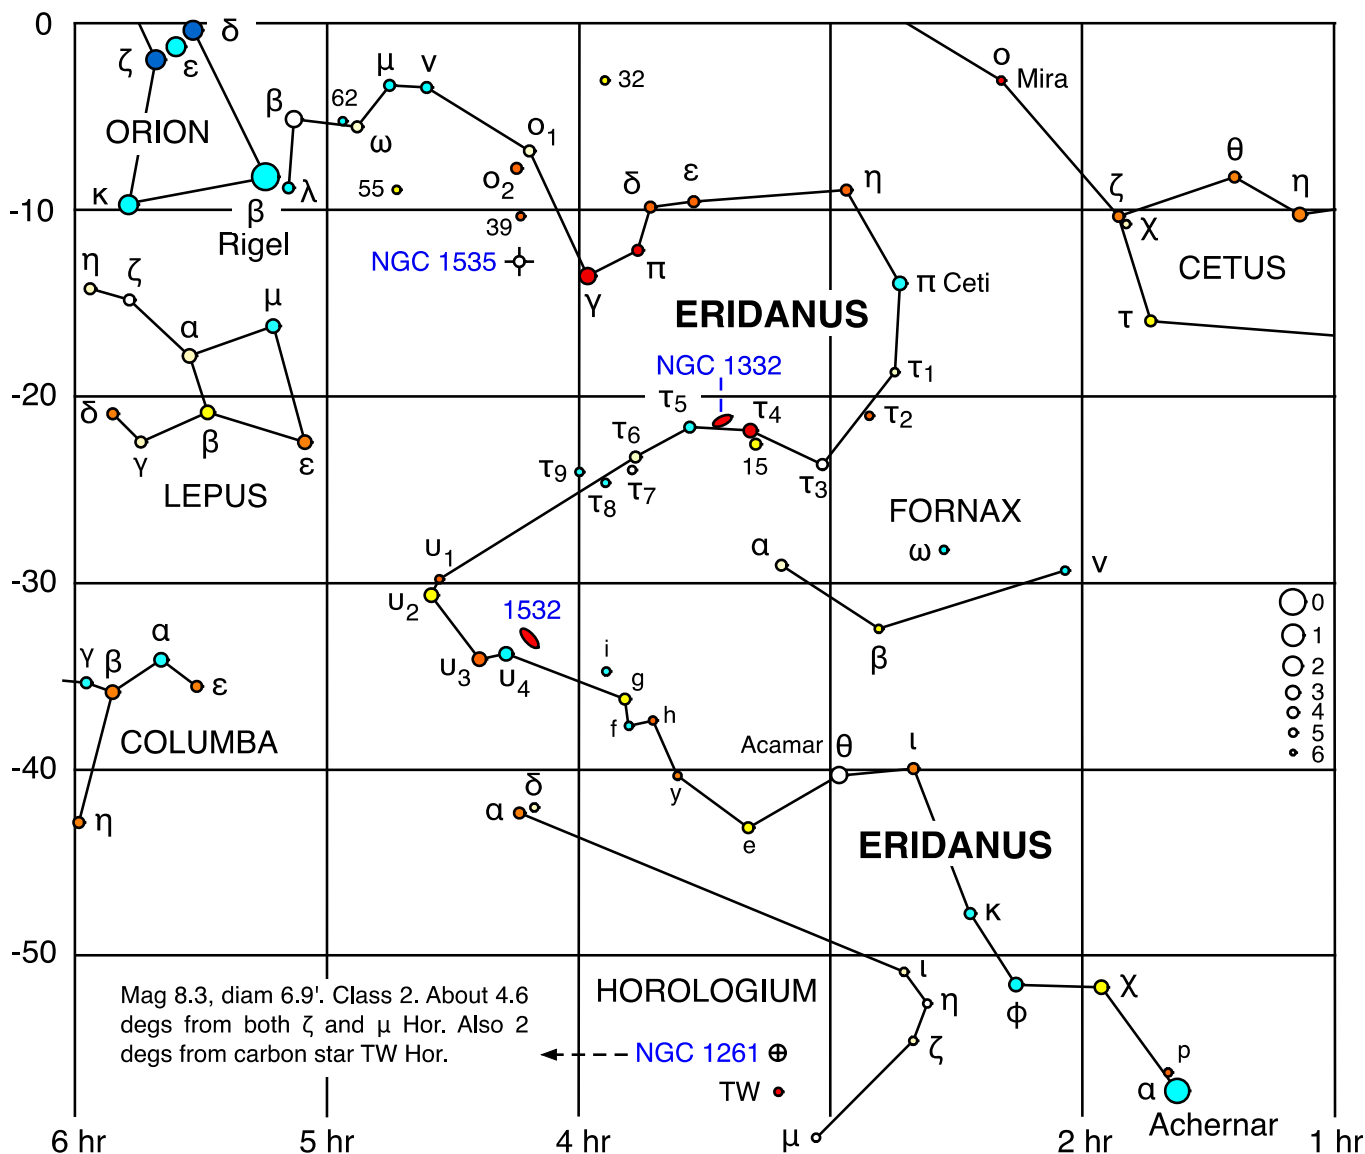 0
δ
ζ
ε
μ
ν
32
ο
Mira
62
β
ORION
ω
ο1
θ
ο2
δ
ε
η
ζ
η
κ
λ
55
-10
β
39
χ
Rigel
NGC 1535
π
CETUS
η
ζ
γ
π Ceti
μ
ERIDANUS
τ
α
NGC 1332
τ1
-20
τ5
τ4
δ
τ2
β
τ6
γ
ε
15
τ9
τ7
τ3
LEPUS
τ8
FORNAX
υ1
α
ω
ν
-30
υ2
1532
0
α
1
γ
β
i
β
υ3
υ4
2
ε
g
3
f
h
4
COLUMBA
Acamar
θ
ι
5
6
-40
δ
y
α
η
e
ERIDANUS
κ
-50
ι
χ
Mag 8.3, diam 6.9'. Class 2. About 4.6
degs from both ζ and μ Hor. Also 2
degs from carbon star TW Hor.
HOROLOGIUM
η
φ
ζ
NGC 1261
p
TW
α
Achernar
μ
6 hr
5 hr
4 hr
2 hr
1 hr